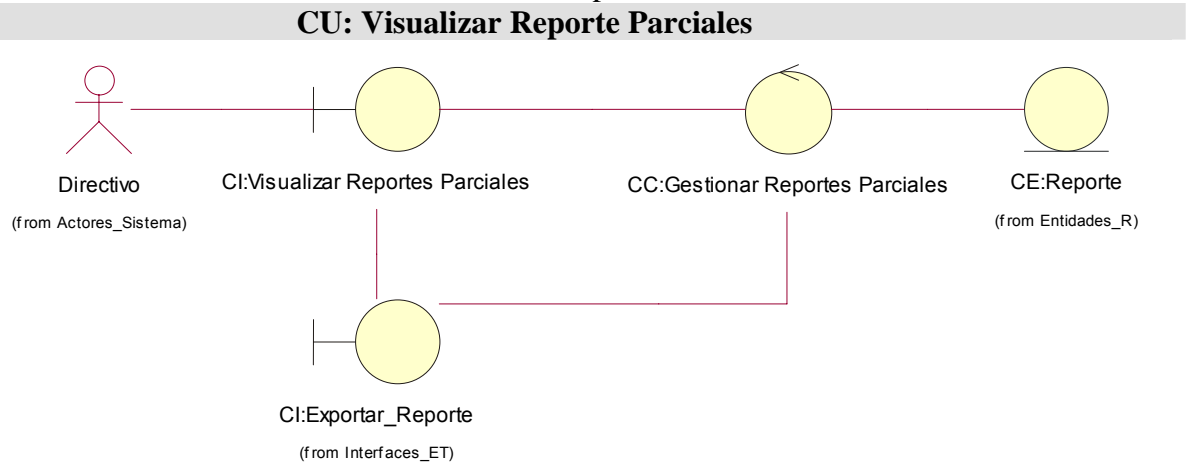 CU: Visualizar Reporte Parciales
Directivo
(from Actores_Sistema)
CI:Visualizar Reportes Parciales
CC:Gestionar Reportes Parciales
CE:Reporte
(from Entidades_R)
CI:Exportar_Reporte
(from Interfaces_ET)